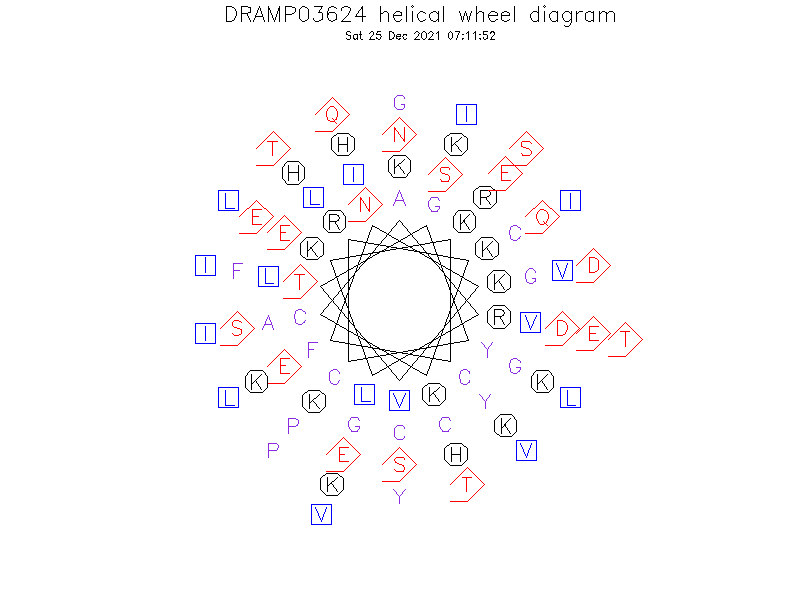 DRAMP03624 helical wheel diagram
Sat 25 Dec 2021 07:11:52
G
Q I
N
H K
T S
K
H I S E
L A R
L N G I
E R K Q
E C
K K
I D
F V
L G
T K
C R
A V
S D
I E
T
F Y
E G
C C
K K
L K
L L
K V Y
P G C K
C
P V
E H
S
K T
Y
V